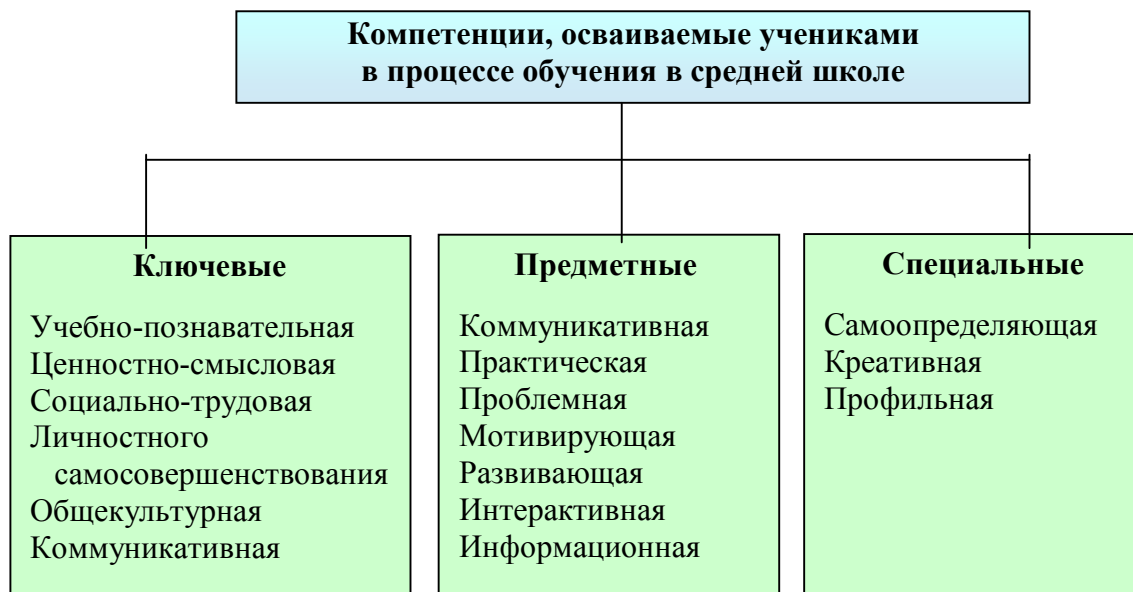 Компетенции, осваиваемые учениками
в процессе обучения в средней школе
Ключевые
Учебно-познавательная
Ценностно-смысловая
Социально-трудовая
Личностного
самосовершенствования
Общекультурная
Коммуникативная
Предметные
Коммуникативная
Практическая
Проблемная
Мотивирующая
Развивающая
Интерактивная
Информационная
Специальные
Самоопределяющая
Креативная
Профильная